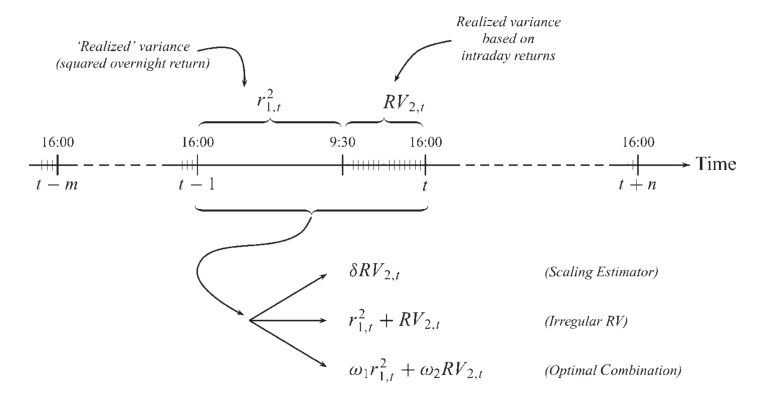 'Realized' variance
(squared overnight return)
Realized variance
based on
intraday returns
r²₁,t
RV₂,t
16:00
16:00
9:30
16:00
16:00
Time
t − m
t − 1
t
t + n
δRV₂,t
(Scaling Estimator)
r²₁,t + RV₂,t
(Irregular RV)
ω₁r²₁,t + ω₂RV₂,t
(Optimal Combination)